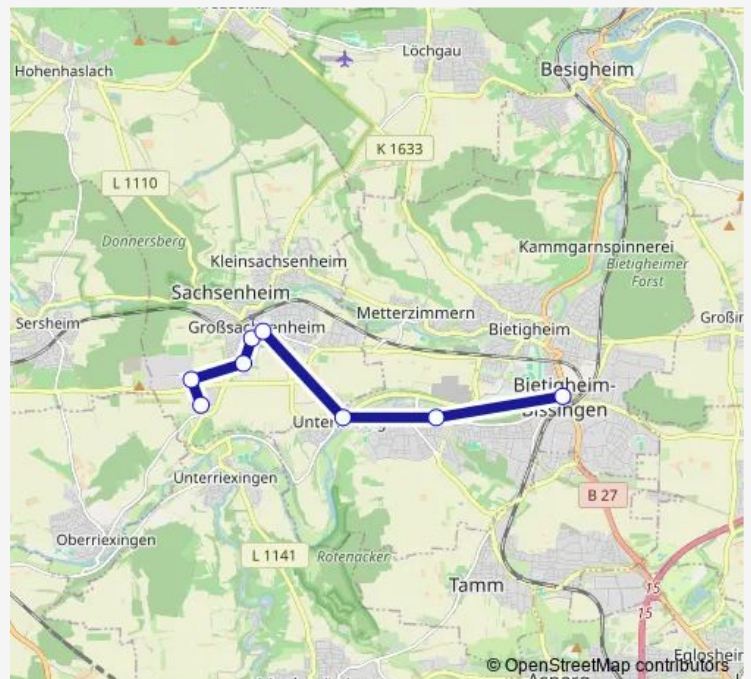 Löchgau
Hohenhaslach
Besigheim
K 1633
L 1110
Donnersberg
Kammgarnspinnerei
Bietigheimer
Forst
Kleinsachsenheim
Sachsenheim
Metterzimmern
Sersheim
Bietigheim
Bietigheim-
Bissingen
Unterriexingen
B 27
Oberriexingen
L 1141
Rotenacker
Tamm
15
15
© OpenStreetMap contributors